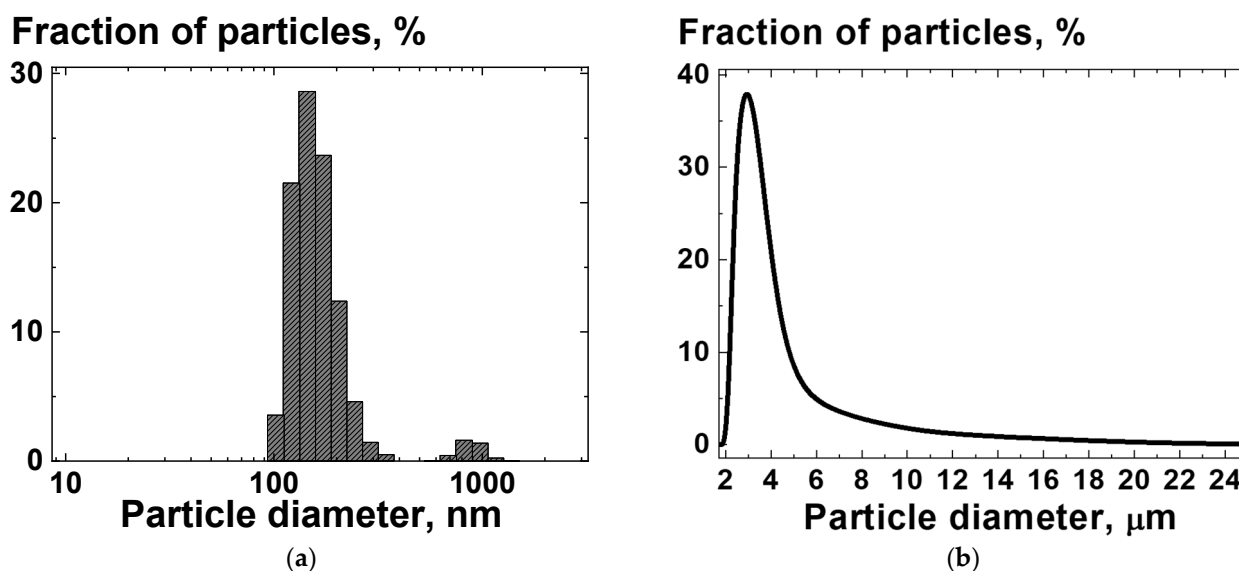 Fraction of particles, %
30
20
10
0
10 100 1000
Particle diameter, nm
(a)
Fraction of particles, %
40
30
20
10
0
2 4 6 8 10 12 14 16 18 20 22 24
Particle diameter, μm
(b)